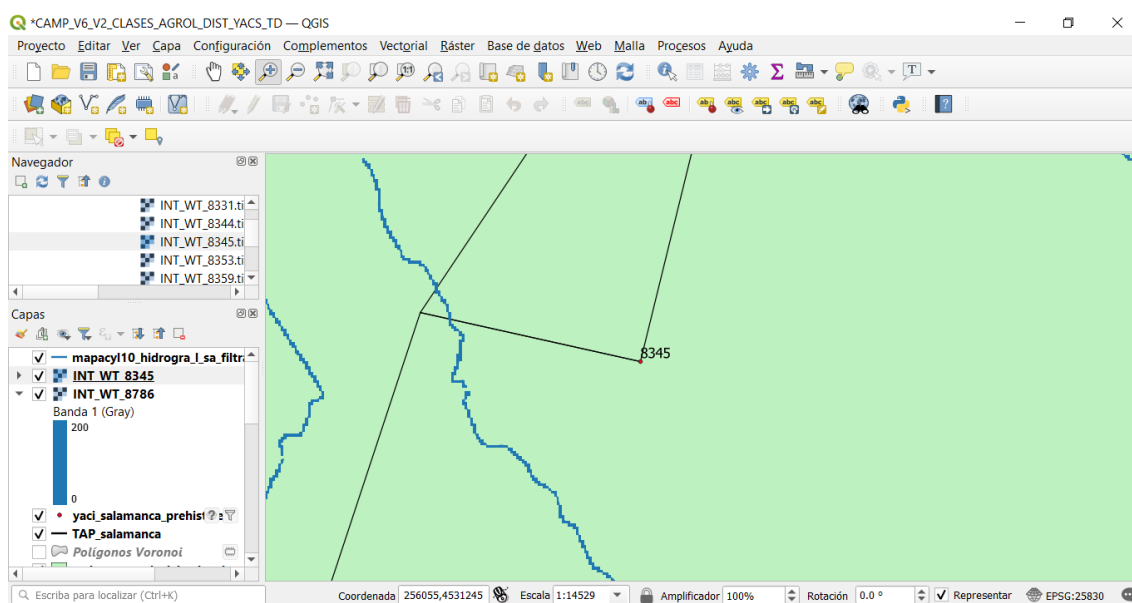 *CAMP_V6_V2_CLASES_AGROL_DIST_YACS_TD — QGIS
Proyecto Editar Ver Capa Configuración Complementos Vectorial Ráster Base de datos Web Malla Procesos Ayuda
Navegador
INT_WT_8331.ti
INT_WT_8344.ti
INT_WT_8345.ti
INT_WT_8353.ti
INT_WT_8359.ti
Capas
mapacyl10_hidrogra_l_sa_filtra
INT_WT_8345
INT_WT_8786
Banda 1 (Gray)
200
0
yaci_salamanca_prehist
TAP_salamanca
Polígonos Voronoi
8345
Escriba para localizar (Ctrl+K)
Coordenada 256055,4531245 Escala 1:14529 Amplificador 100% Rotación 0.0 ° Representar EPSG:25830